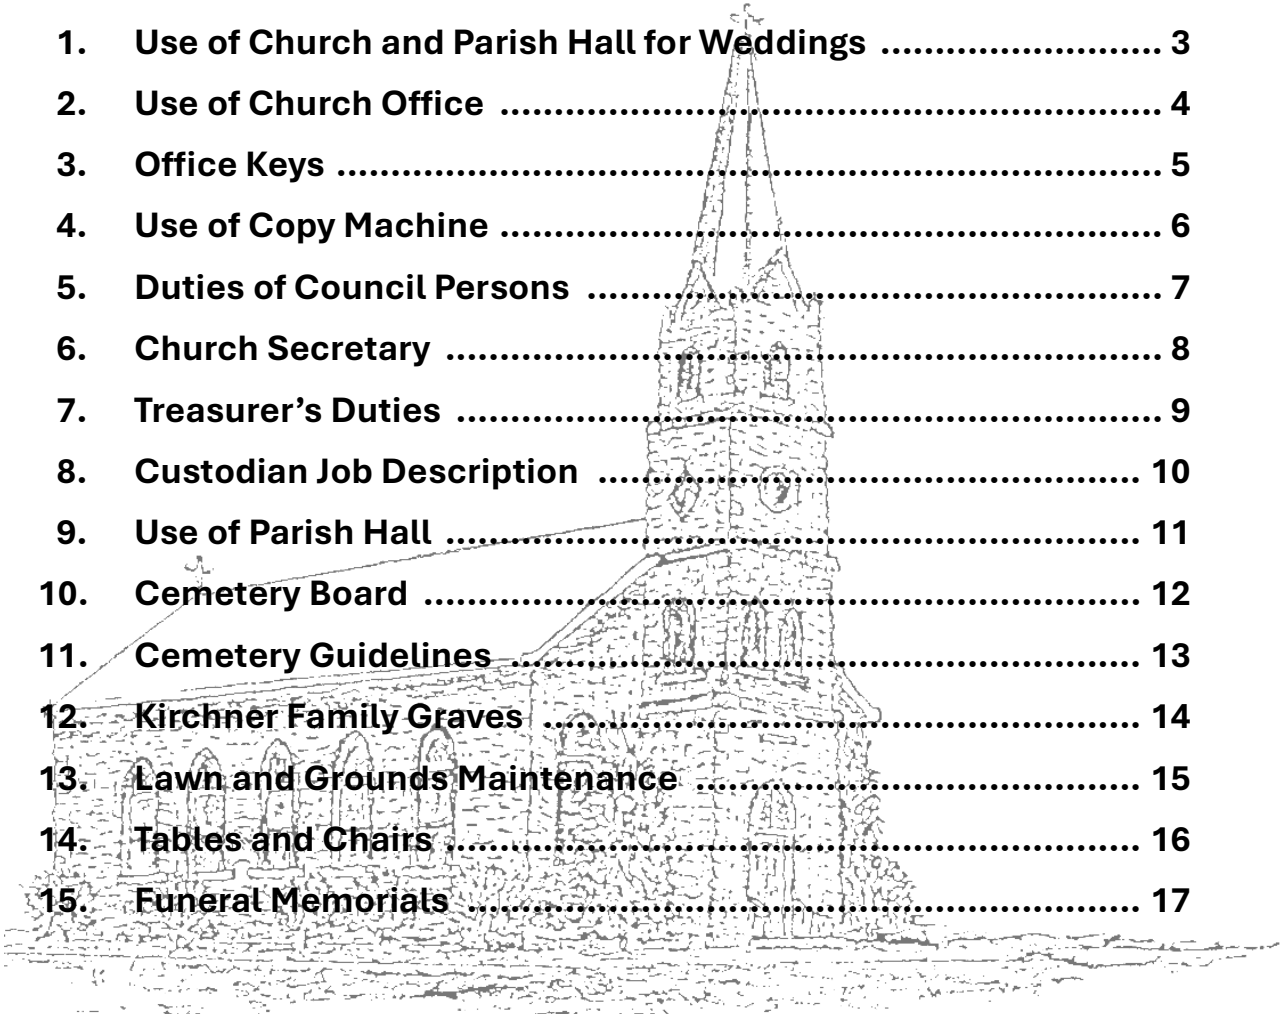 1. Use of Church and Parish Hall for Weddings ............................ 3
2. Use of Church Office .................................................................. 4
3. Office Keys .................................................................................. 5
4. Use of Copy Machine .................................................................. 6
5. Duties of Council Persons ......................................................... 7
6. Church Secretary ....................................................................... 8
7. Treasurer’s Duties ...................................................................... 9
8. Custodian Job Description ...................................................... 10
9. Use of Parish Hall ..................................................................... 11
10. Cemetery Board ....................................................................... 12
11. Cemetery Guidelines ............................................................... 13
12. Kirchner Family Graves ........................................................... 14
13. Lawn and Grounds Maintenance ............................................ 15
14. Tables and Chairs ..................................................................... 16
15. Funeral Memorials ................................................................... 17